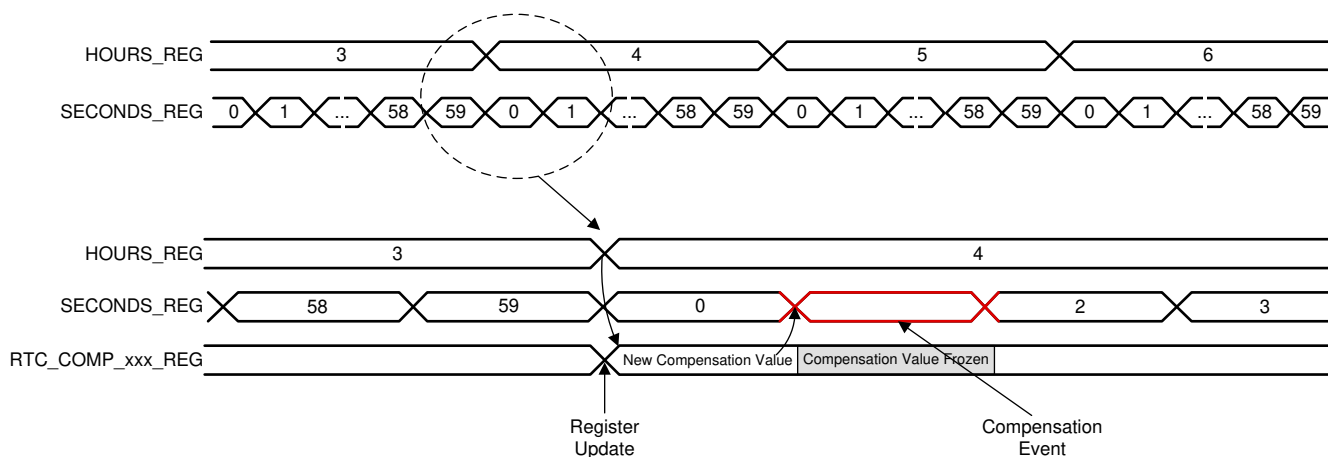 HOURS_REG 3 4 5 6
SECONDS_REG 0 1 ... 58 59 0 1 ... 58 59 0 1 ... 58 59 0 1 ... 58 59
HOURS_REG 3 4
SECONDS_REG 58 59 0 2 3
RTC_COMP_xxx_REG New Compensation Value Compensation Value Frozen
Register
Update
Compensation
Event